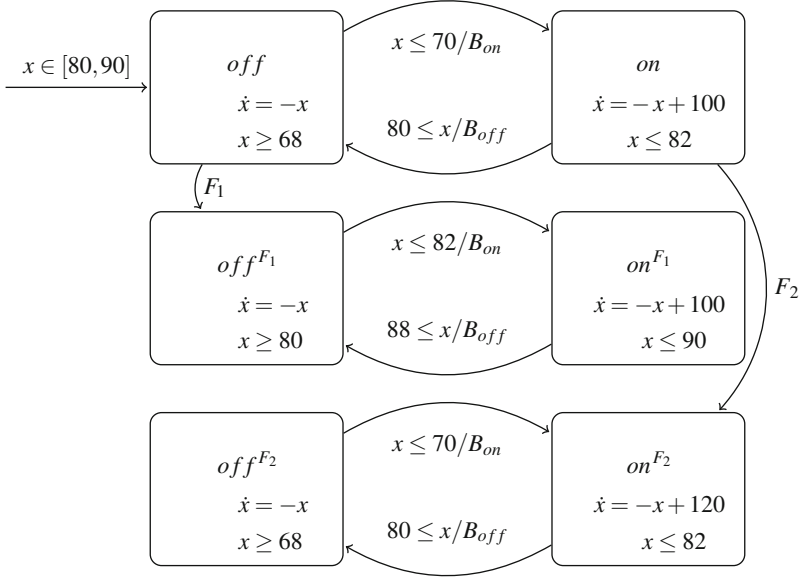 x ∈ [80,90]
off
ẋ = −x
x ≥ 68
x ≤ 70/B_on
80 ≤ x/B_off
on
ẋ = −x + 100
x ≤ 82
F_1
off^{F_1}
ẋ = −x
x ≥ 80
x ≤ 82/B_on
88 ≤ x/B_off
on^{F_1}
ẋ = −x + 100
x ≤ 90
F_2
off^{F_2}
ẋ = −x
x ≥ 68
x ≤ 70/B_on
80 ≤ x/B_off
on^{F_2}
ẋ = −x + 120
x ≤ 82